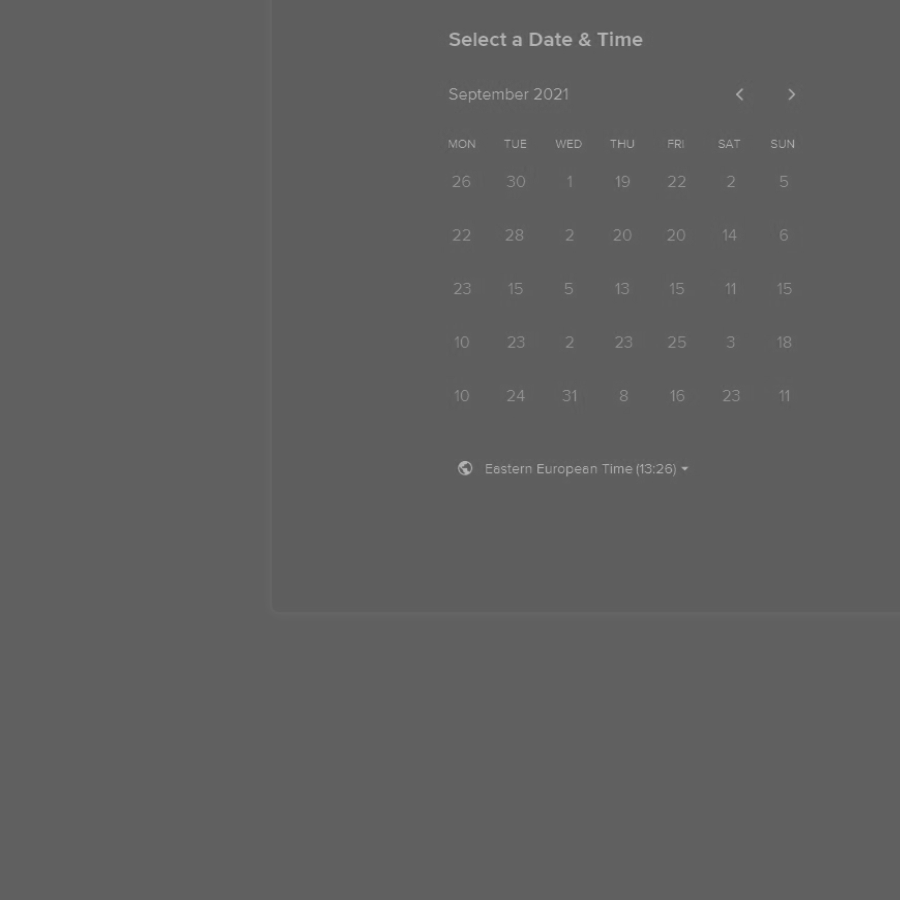 Select a Date & Time
September 2021
MON TUE WED THU FRI SAT SUN
26 30 1 19 22 2 5
22 28 2 20 20 14 6
23 15 5 13 15 11 15
10 23 2 23 25 3 18
10 24 31 8 16 23 11
Eastern European Time (13:26)